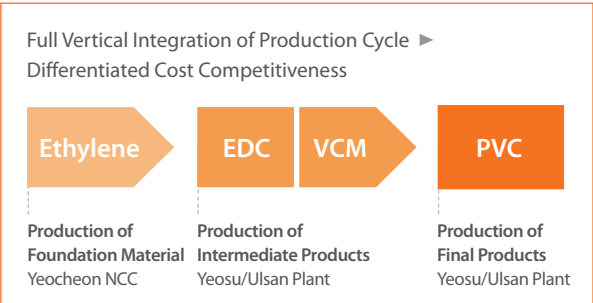 Full Vertical Integration of Production Cycle ►
Differentiated Cost Competitiveness
Ethylene
EDC
VCM
PVC
Production of
Foundation Material
Yeocheon NCC
Production of
Intermediate Products
Yeosu/Ulsan Plant
Production of
Final Products
Yeosu/Ulsan Plant